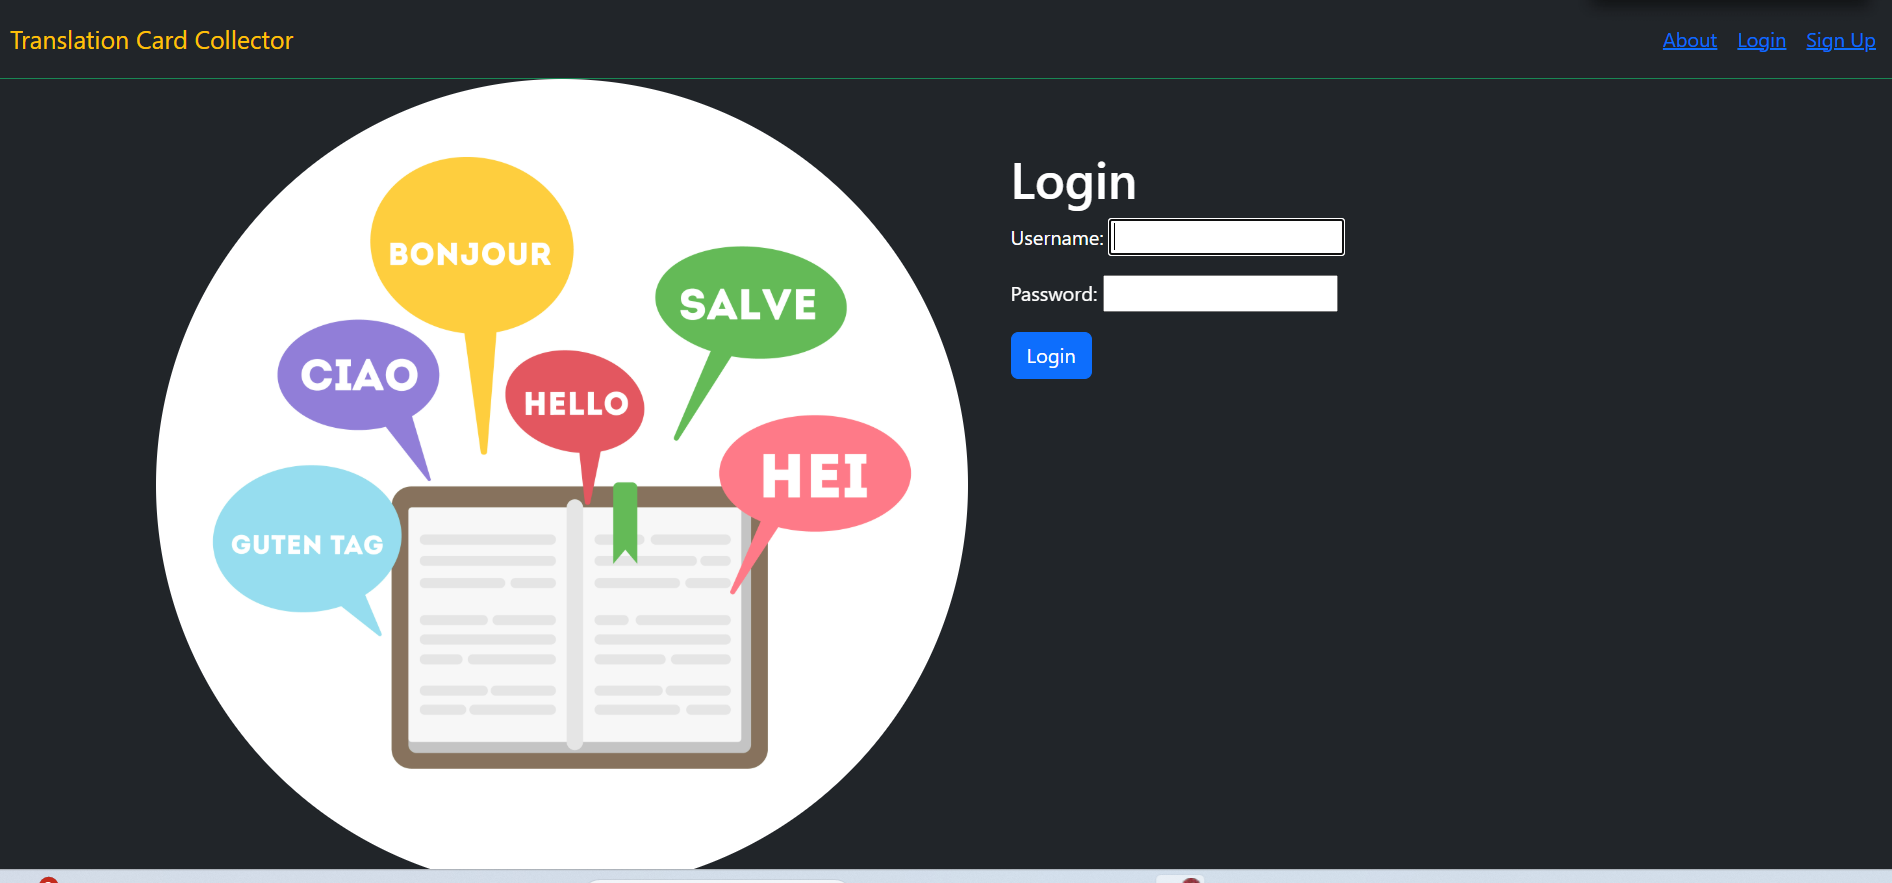 Translation Card Collector
About Login Sign Up
BONJOUR
SALVE
CIAO
HELLO
HEI
GUTEN TAG
Login
Username:
Password:
Login